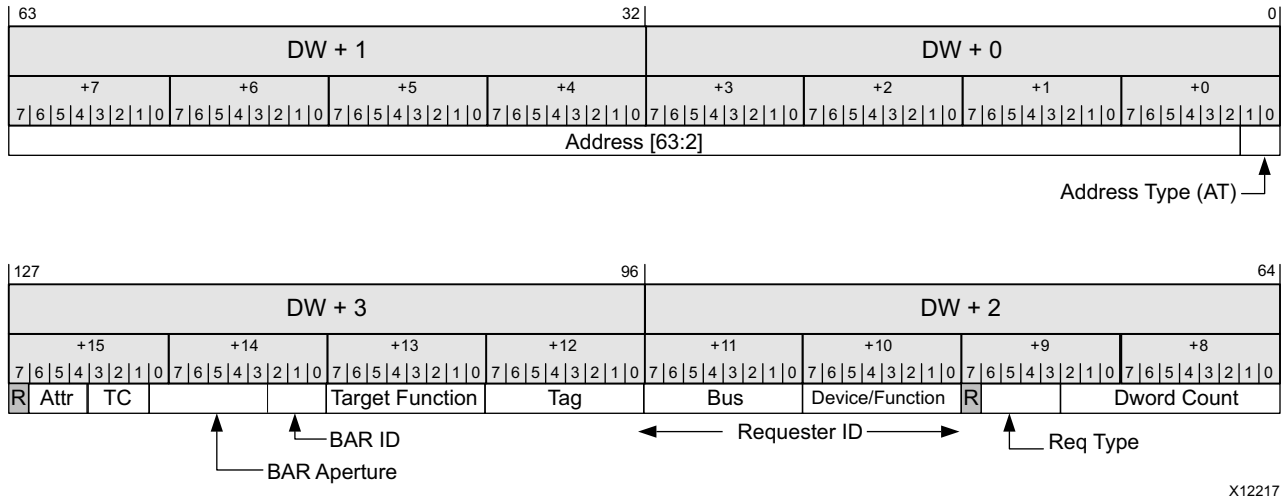 63 32 0
DW + 1 DW + 0
+7 +6 +5 +4 +3 +2 +1 +0
7 6 5 4 3 2 1 0 7 6 5 4 3 2 1 0 7 6 5 4 3 2 1 0 7 6 5 4 3 2 1 0 7 6 5 4 3 2 1 0 7 6 5 4 3 2 1 0 7 6 5 4 3 2 1 0 7 6 5 4 3 2 1 0
Address [63:2]
Address Type (AT)
127 96 64
DW + 3 DW + 2
+15 +14 +13 +12 +11 +10 +9 +8
7 6 5 4 3 2 1 0 7 6 5 4 3 2 1 0 7 6 5 4 3 2 1 0 7 6 5 4 3 2 1 0 7 6 5 4 3 2 1 0 7 6 5 4 3 2 1 0 7 6 5 4 3 2 1 0 7 6 5 4 3 2 1 0
R Attr TC Target Function Tag Bus Device/Function R Dword Count
BAR ID Requester ID Req Type
BAR Aperture
X12217